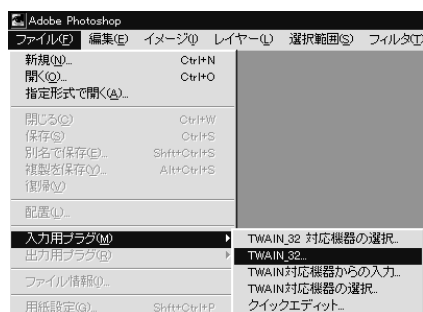 Adobe Photoshop
ファイル(F) 編集(E) イメージ(I) レイヤー(L) 選択範囲(S) フィルタ(T)
新規(N)... Ctrl+N
開く(O)... Ctrl+O
指定形式で開く(A)...
閉じる(C) Ctrl+W
保存(S) Ctrl+S
別名で保存(E)... Shft+Ctrl+S
複製を保存(Y)... Alt+Ctrl+S
復帰(V)
配置(L)...
入力用プラグ(M)
TWAIN_32 対応機器の選択...
出力用プラグ(R)
TWAIN_32...
TWAIN対応機器からの入力...
ファイル情報(I)...
TWAIN対応機器の選択...
用紙設定(G)... Shft+Ctrl+P
クイックエディット...